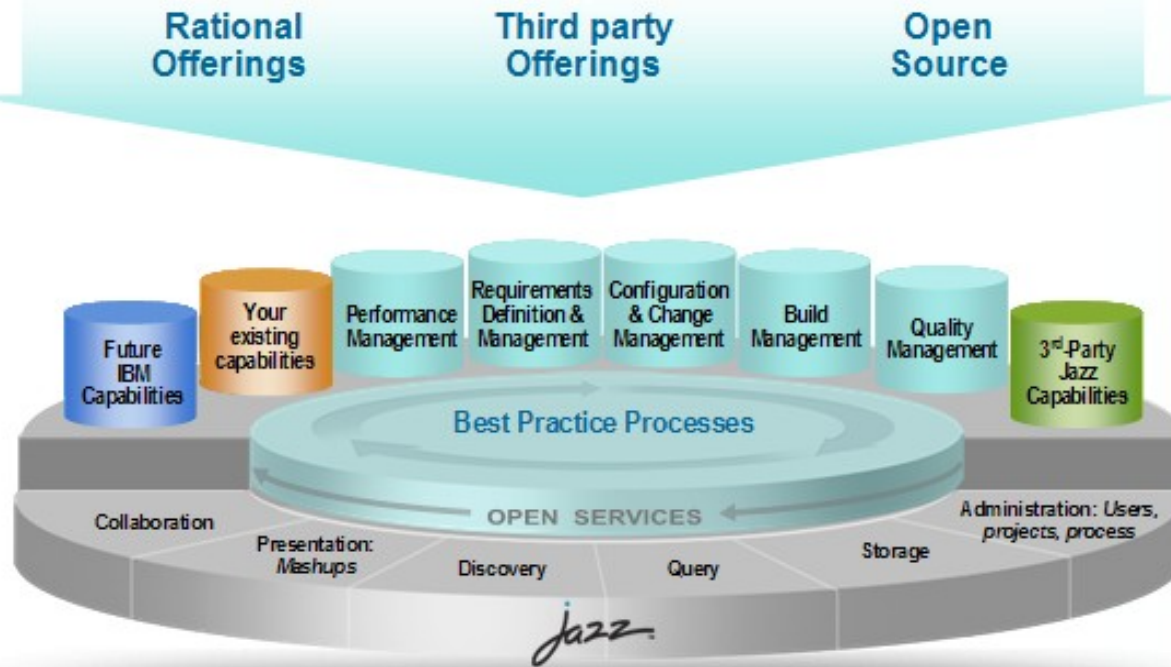 Rational
Offerings
Third party
Offerings
Open
Source
Future
IBM
Capabilities
Your
existing
capabilities
Performance
Management
Requirements
Definition &
Management
Configuration
& Change
Management
Build
Management
Quality
Management
3rd-Party
Jazz
Capabilities
Best Practice Processes
OPEN SERVICES
Collaboration
Presentation:
Mashups
Discovery
Query
Storage
Administration: Users,
projects, process
jazz